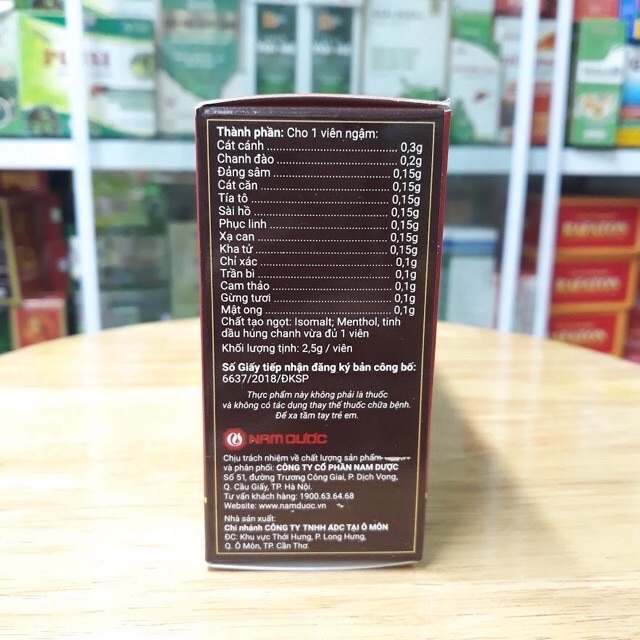 Thành phần: Cho 1 viên ngậm:
Cát cánh ........ 0,3g
Chanh đào ........ 0,2g
Đảng sâm ........ 0,15g
Cát căn ........ 0,15g
Tía tô ........ 0,15g
Sài hồ ........ 0,15g
Phục linh ........ 0,15g
Xạ can ........ 0,15g
Kha tử ........ 0,15g
Chỉ xác ........ 0,1g
Trần bì ........ 0,1g
Cam thảo ........ 0,1g
Gừng tươi ........ 0,1g
Mật ong ........ 0,1g
Chất tạo ngọt: Isomalt; Menthol, tinh
dầu húng chanh vừa đủ 1 viên
Khối lượng tịnh: 2,5g / viên
Số Giấy tiếp nhận đăng ký bản công bố:
6637/2018/ĐKSP
Thực phẩm này không phải là thuốc
và không có tác dụng thay thế thuốc chữa bệnh.
Để xa tầm tay trẻ em.
NAM DƯỢC
Chịu trách nhiệm về chất lượng sản phẩm
và phân phối: CÔNG TY CỔ PHẦN NAM DƯỢC
Số 51, đường Trương Công Giai, P. Dịch Vọng,
Q. Cầu Giấy, TP. Hà Nội.
Tư vấn khách hàng: 1900.63.64.68
Website: www.namduoc.vn
Nhà sản xuất:
Chi nhánh CÔNG TY TNHH ADC TẠI Ô MÔN
ĐC: Khu vực Thới Hưng, P. Long Hưng,
Q. Ô Môn, TP. Cần Thơ.